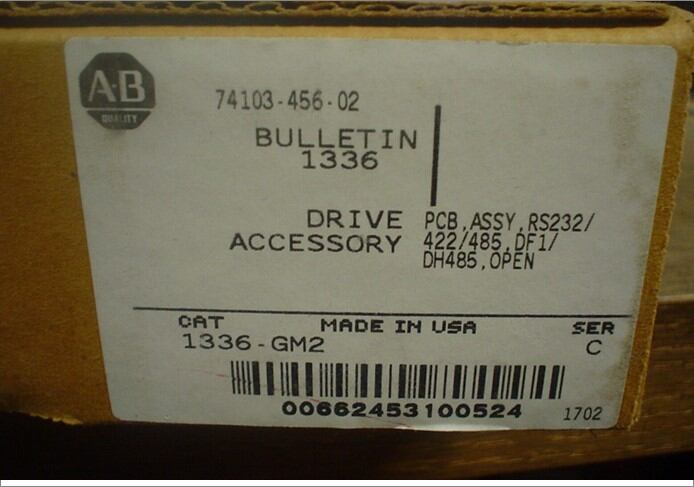 A·B
QUALITY
74103-456-02
BULLETIN
1336
DRIVE
ACCESSORY
PCB,ASSY,RS232/
422/485,DF1/
DH485,OPEN
CAT MADE IN USA SER
1336-GM2 C
00662453100524 1702